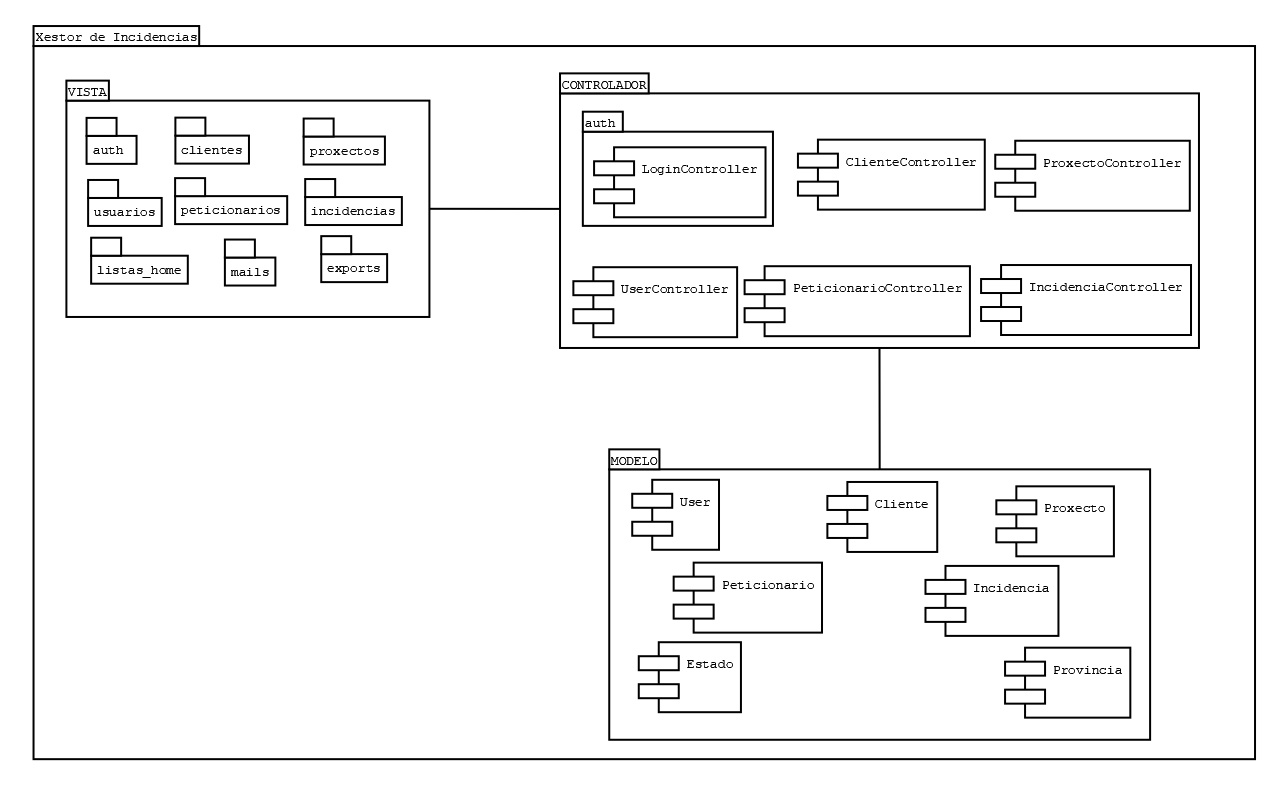 Xestor de Incidencias
VISTA
auth
clientes
proxectos
usuarios
peticionarios
incidencias
listas_home
mails
exports
CONTROLADOR
auth
LoginController
ClienteController
ProxectoController
UserController
PeticionarioController
IncidenciaController
MODELO
User
Cliente
Proxecto
Peticionario
Incidencia
Estado
Provincia